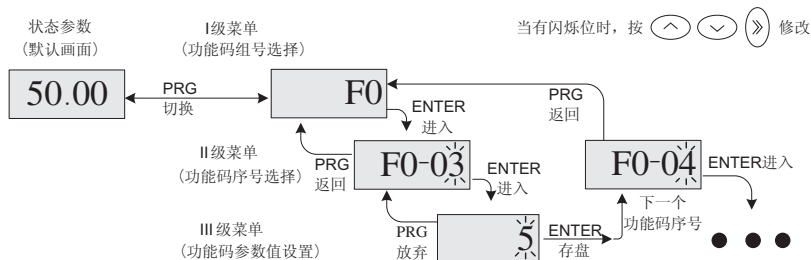 状态参数
(默认画面)
I级菜单
(功能码组号选择)
当有闪烁位时，按
修改
50.00
PRG
切换
F0
ENTER
进入
PRG
返回
II级菜单
(功能码序号选择)
PRG
返回
F0-03
ENTER
进入
F0-04
ENTER进入
III级菜单
(功能码参数值设置)
PRG
放弃
5
ENTER
存盘
下一个
功能码序号